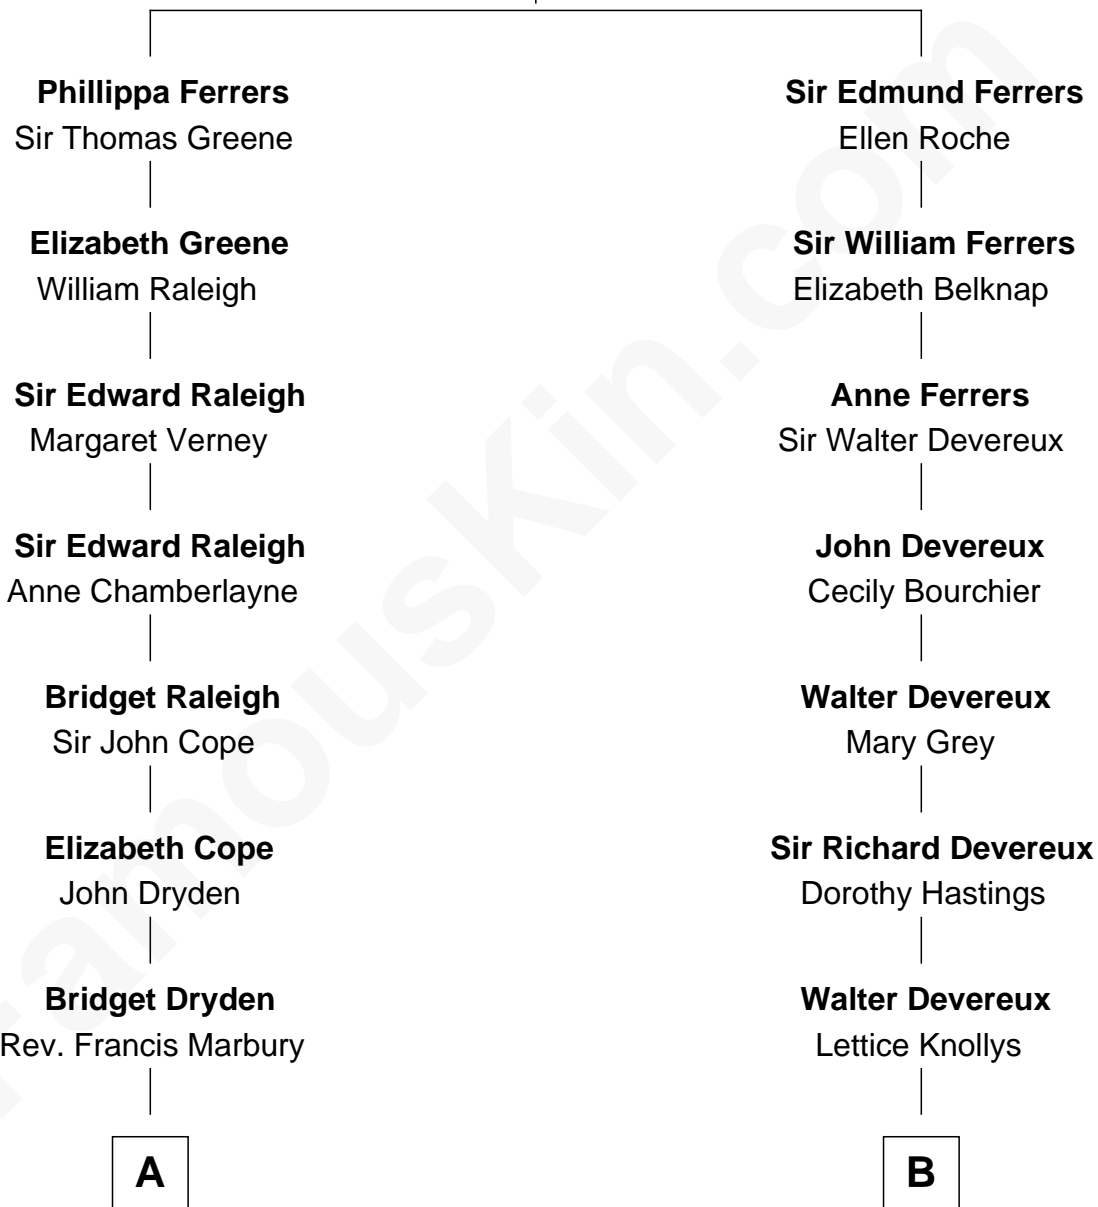 Phillippa Ferrers
Sir Thomas Greene
Elizabeth Greene
William Raleigh
Sir Edward Raleigh
Margaret Verney
Sir Edward Raleigh
Anne Chamberlayne
Bridget Raleigh
Sir John Cope
Elizabeth Cope
John Dryden
Bridget Dryden
Rev. Francis Marbury
A
Sir Edmund Ferrers
Ellen Roche
Sir William Ferrers
Elizabeth Belknap
Anne Ferrers
Sir Walter Devereux
John Devereux
Cecily Bourchier
Walter Devereux
Mary Grey
Sir Richard Devereux
Dorothy Hastings
Walter Devereux
Lettice Knollys
B
FamousKin.com